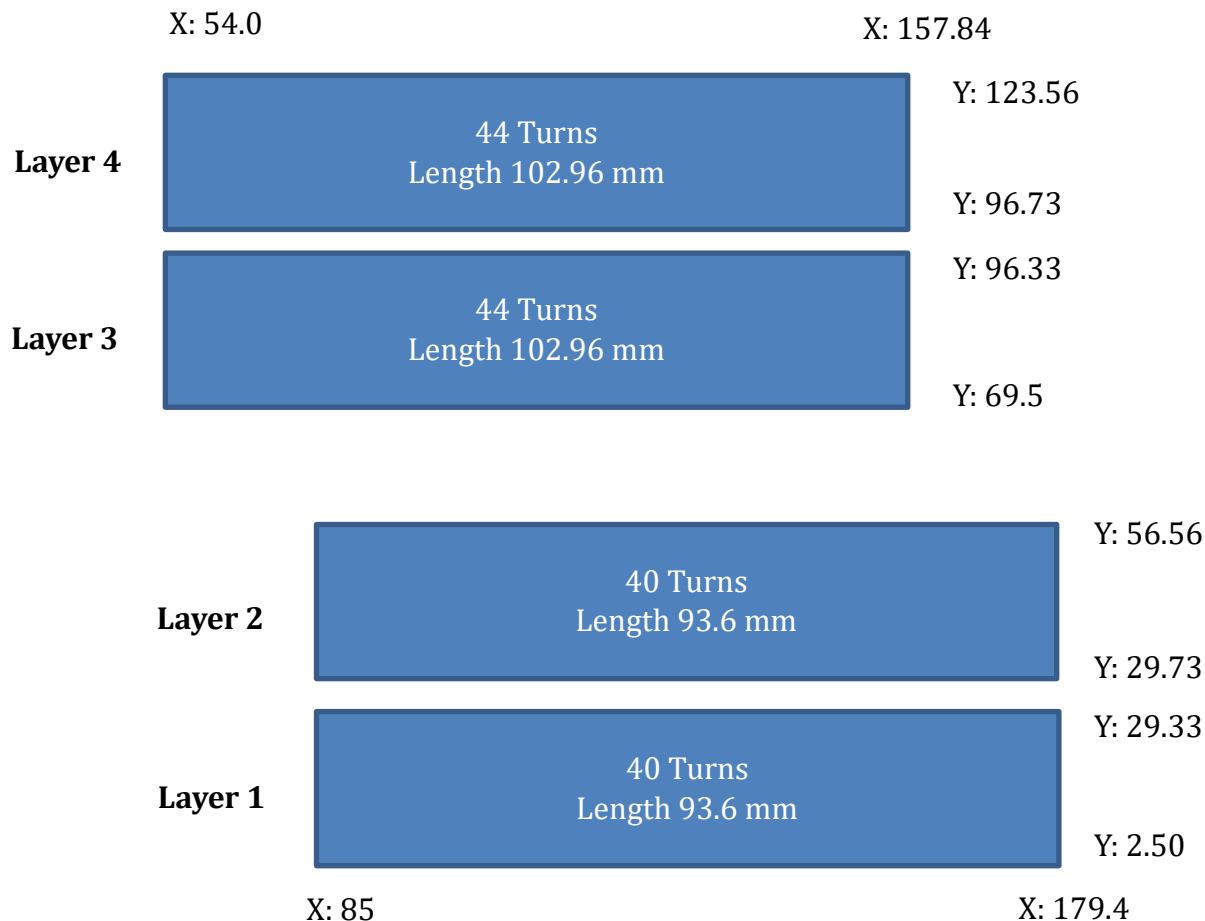 X: 54.0
X: 157.84
Y: 123.56
44 Turns
Layer 4
Length 102.96 mm
Y: 96.73
Y: 96.33
44 Turns
Layer 3
Length 102.96 mm
Y: 69.5
Y: 56.56
40 Turns
Layer 2
Length 93.6 mm
Y: 29.73
Y: 29.33
40 Turns
Layer 1
Length 93.6 mm
Y: 2.50
X: 85
X: 179.4